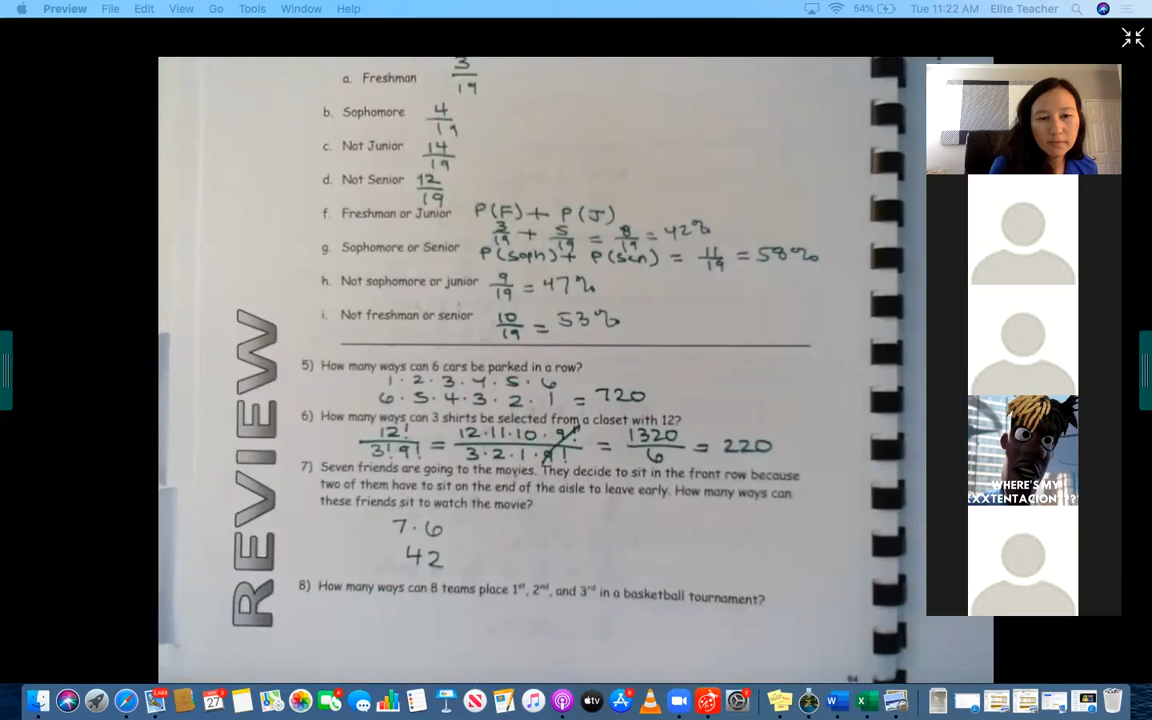 Preview File Edit View Go Tools Window Help 54% Tue 11:22 AM Elite Teacher
3/19
a. Freshman
b. Sophomore 4/19
c. Not Junior 14/19
d. Not Senior 12/19
f. Freshman or Junior P(F) + P(J)
3/19 + 5/19 = 8/19 = 42%
g. Sophomore or Senior P(soph) + P(sen) = 11/19 = 58%
h. Not sophomore or junior 9/19 = 47%
i. Not freshman or senior 10/19 = 53%
REVIEW
5) How many ways can 6 cars be parked in a row?
1 · 2 · 3 · 4 · 5 · 6
6 · 5 · 4 · 3 · 2 · 1 = 720
6) How many ways can 3 shirts be selected from a closet with 12?
12!/3!9! = 12·11·10·9!/3·2·1·9! = 1320/6 = 220
7) Seven friends are going to the movies. They decide to sit in the front row because
two of them have to sit on the end of the aisle to leave early. How many ways can
these friends sit to watch the movie?
7 · 6
42
8) How many ways can 8 teams place 1st, 2nd, and 3rd in a basketball tournament?
64
WHERE'S MY
XXXTENTACION???